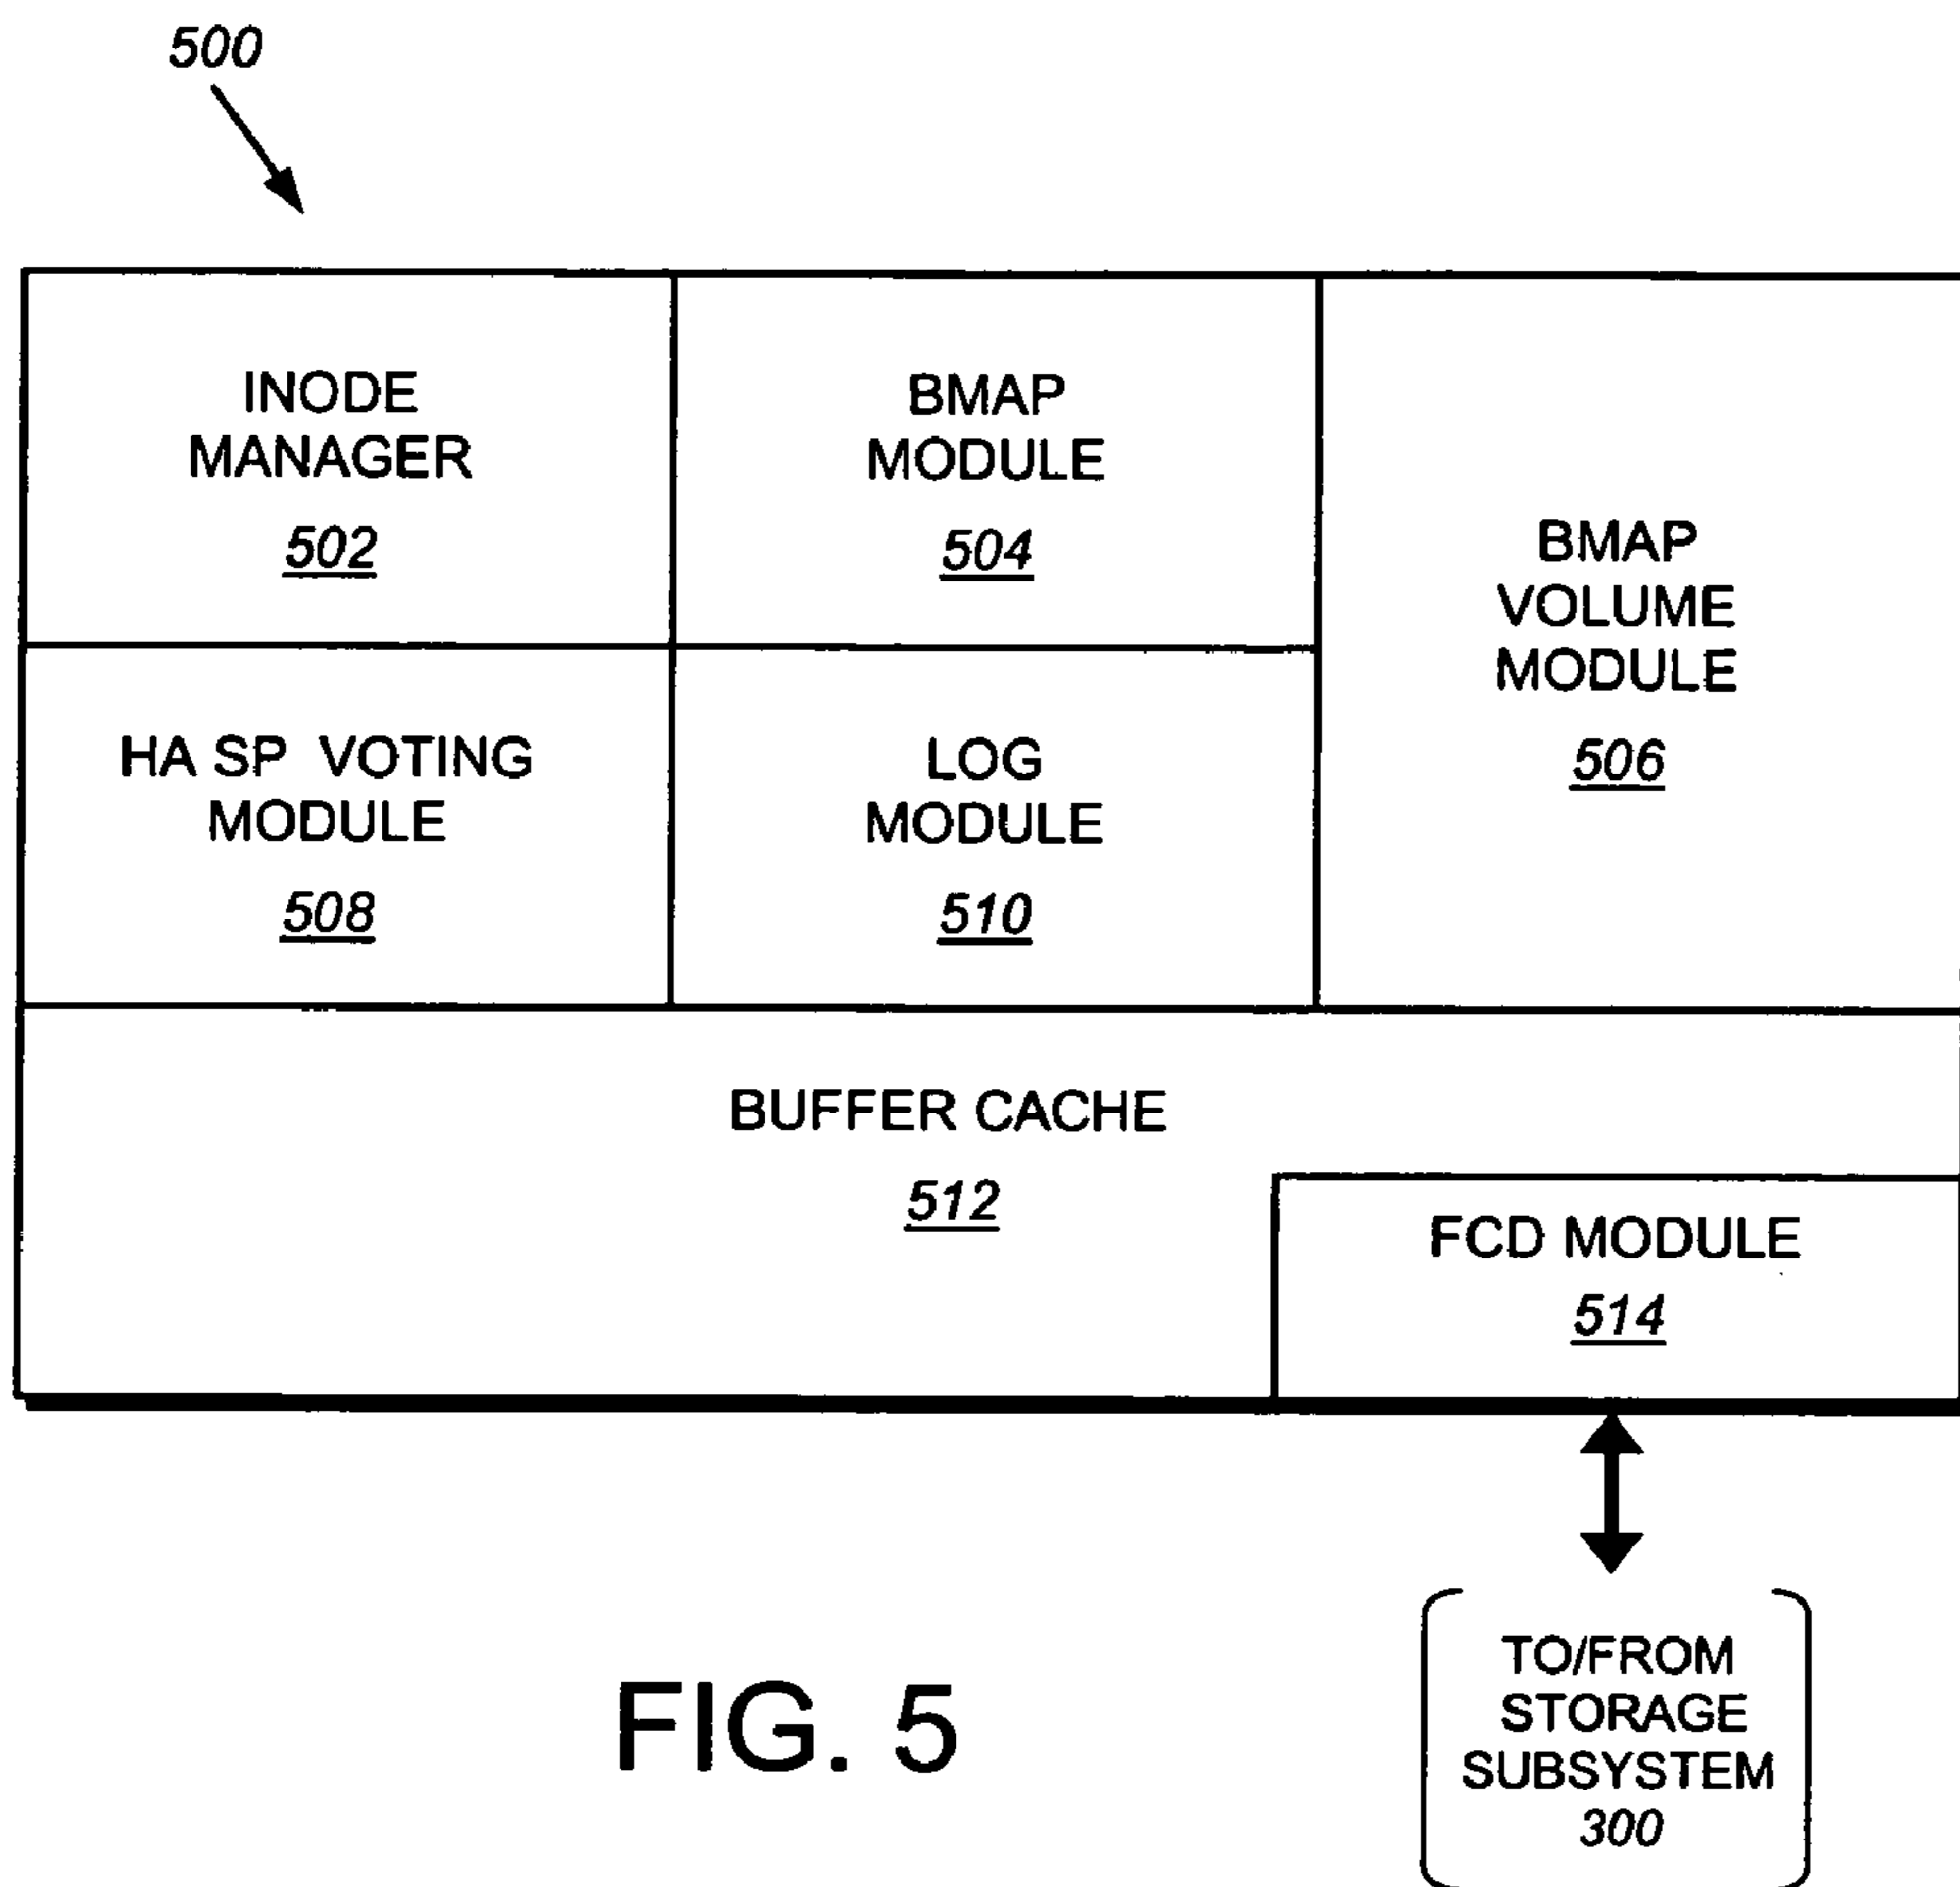 500
INODE
MANAGER
502
BMAP
MODULE
504
BMAP
VOLUME
MODULE
506
HA SP VOTING
MODULE
508
LOG
MODULE
510
BUFFER CACHE
512
FCD MODULE
514
TO/FROM
STORAGE
SUBSYSTEM
300
FIG. 5